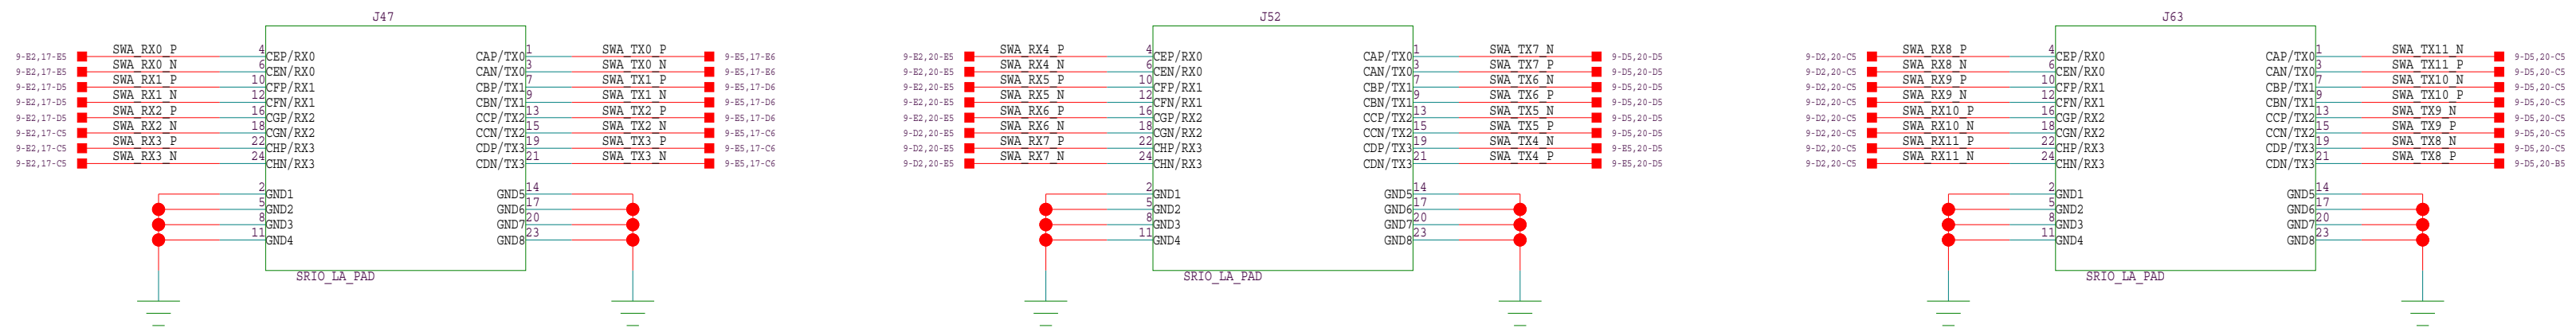 J47
9-E2,17-E5 SWA_RX0_P 4 CEP/RX0 CAP/TX0 1 SWA_TX0_P 9-E5,17-E6
9-E2,17-E5 SWA_RX0_N 6 CEN/RX0 CAN/TX0 3 SWA_TX0_N 9-E5,17-E6
9-E2,17-D5 SWA_RX1_P 10 CFP/RX1 CBP/TX1 7 SWA_TX1_P 9-E5,17-D6
9-E2,17-D5 SWA_RX1_N 12 CFN/RX1 CBN/TX1 9 SWA_TX1_N 9-E5,17-D6
9-E2,17-D5 SWA_RX2_P 16 CGP/RX2 CCP/TX2 13 SWA_TX2_P 9-E5,17-D6
9-E2,17-C5 SWA_RX2_N 18 CGN/RX2 CCN/TX2 15 SWA_TX2_N 9-E5,17-C6
9-E2,17-C5 SWA_RX3_P 22 CHP/RX3 CDP/TX3 19 SWA_TX3_P 9-E5,17-C6
9-E2,17-C5 SWA_RX3_N 24 CHN/RX3 CDN/TX3 21 SWA_TX3_N 9-E5,17-C6
2 GND1 GND5 14
5 GND2 GND6 17
8 GND3 GND7 20
11 GND4 GND8 23
SRIO_LA_PAD
J52
9-E2,20-E5 SWA_RX4_P 4 CEP/RX0 CAP/TX0 1 SWA_TX7_N 9-D5,20-D5
9-E2,20-E5 SWA_RX4_N 6 CEN/RX0 CAN/TX0 3 SWA_TX7_P 9-D5,20-D5
9-E2,20-E5 SWA_RX5_P 10 CFP/RX1 CBP/TX1 7 SWA_TX6_N 9-D5,20-D5
9-E2,20-E5 SWA_RX5_N 12 CFN/RX1 CBN/TX1 9 SWA_TX6_P 9-D5,20-D5
9-E2,20-E5 SWA_RX6_P 16 CGP/RX2 CCP/TX2 13 SWA_TX5_N 9-D5,20-D5
9-D2,20-E5 SWA_RX6_N 18 CGN/RX2 CCN/TX2 15 SWA_TX5_P 9-D5,20-D5
9-D2,20-E5 SWA_RX7_P 22 CHP/RX3 CDP/TX3 19 SWA_TX4_N 9-D5,20-D5
9-D2,20-E5 SWA_RX7_N 24 CHN/RX3 CDN/TX3 21 SWA_TX4_P 9-E5,20-D5
2 GND1 GND5 14
5 GND2 GND6 17
8 GND3 GND7 20
11 GND4 GND8 23
SRIO_LA_PAD
J63
9-D2,20-C5 SWA_RX8_P 4 CEP/RX0 CAP/TX0 1 SWA_TX11_N 9-D5,20-C5
9-D2,20-C5 SWA_RX8_N 6 CEN/RX0 CAN/TX0 3 SWA_TX11_P 9-D5,20-C5
9-D2,20-C5 SWA_RX9_P 10 CFP/RX1 CBP/TX1 7 SWA_TX10_N 9-D5,20-C5
9-D2,20-C5 SWA_RX9_N 12 CFN/RX1 CBN/TX1 9 SWA_TX10_P 9-D5,20-C5
9-D2,20-C5 SWA_RX10_P 16 CGP/RX2 CCP/TX2 13 SWA_TX9_N 9-D5,20-C5
9-D2,20-C5 SWA_RX10_N 18 CGN/RX2 CCN/TX2 15 SWA_TX9_P 9-D5,20-C5
9-D2,20-C5 SWA_RX11_P 22 CHP/RX3 CDP/TX3 19 SWA_TX8_N 9-D5,20-C5
9-D2,20-C5 SWA_RX11_N 24 CHN/RX3 CDN/TX3 21 SWA_TX8_P 9-D5,20-B5
2 GND1 GND5 14
5 GND2 GND6 17
8 GND3 GND7 20
11 GND4 GND8 23
SRIO_LA_PAD